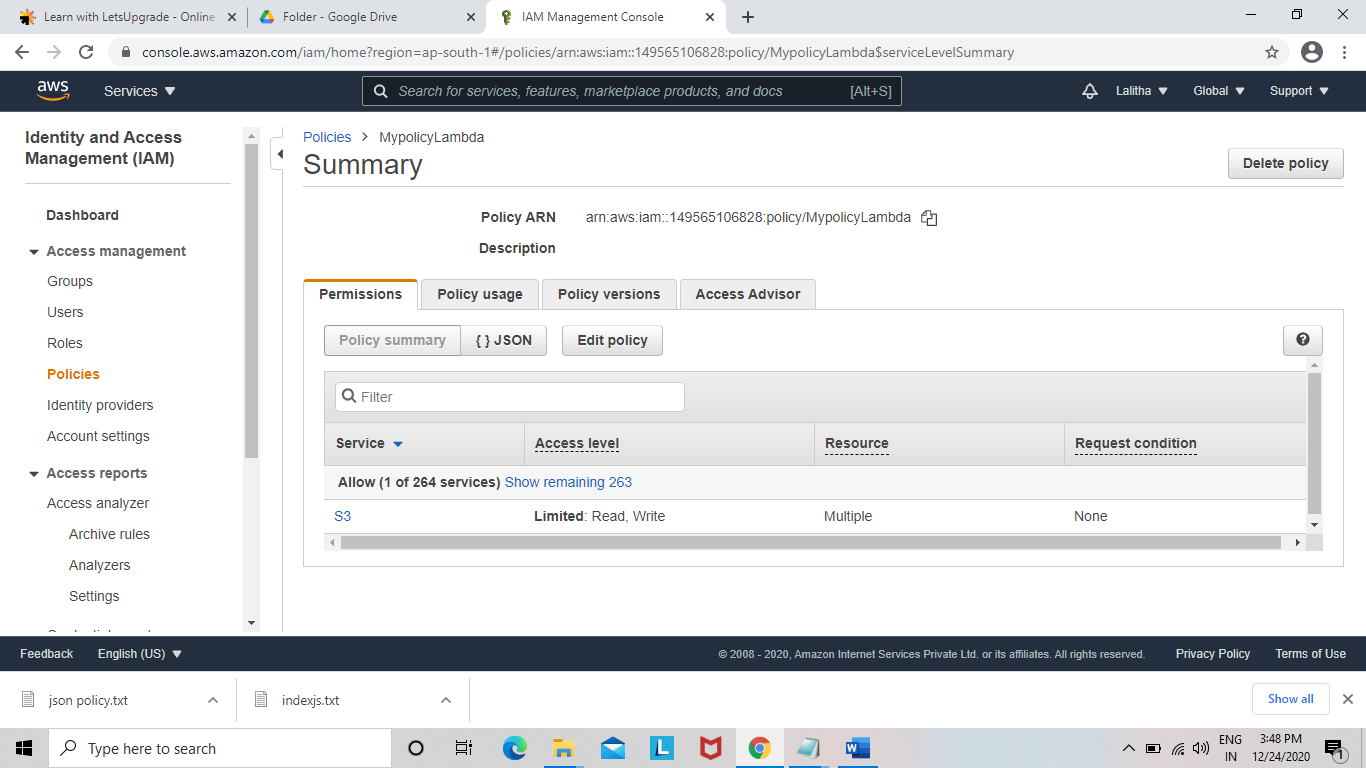 Learn with LetsUpgrade - Online
Folder - Google Drive
IAM Management Console
console.aws.amazon.com/iam/home?region=ap-south-1#/policies/arn:aws:iam::149565106828:policy/MypolicyLambda$serviceLevelSummary
aws
Services
Search for services, features, marketplace products, and docs
[Alt+S]
Lalitha
Global
Support
Identity and Access
Management (IAM)
Dashboard
Access management
Groups
Users
Roles
Policies
Identity providers
Account settings
Access reports
Access analyzer
Archive rules
Analyzers
Settings
Policies > MypolicyLambda
Summary
Delete policy
Policy ARN arn:aws:iam::149565106828:policy/MypolicyLambda
Description
Permissions
Policy usage
Policy versions
Access Advisor
Policy summary
{ } JSON
Edit policy
?
Filter
Service
Access level
Resource
Request condition
Allow (1 of 264 services) Show remaining 263
S3
Limited: Read, Write
Multiple
None
Feedback
English (US)
© 2008 - 2020, Amazon Internet Services Private Ltd. or its affiliates. All rights reserved.
Privacy Policy
Terms of Use
json policy.txt
indexjs.txt
Show all
Type here to search
L
W
ENG
IN
3:48 PM
12/24/2020
1